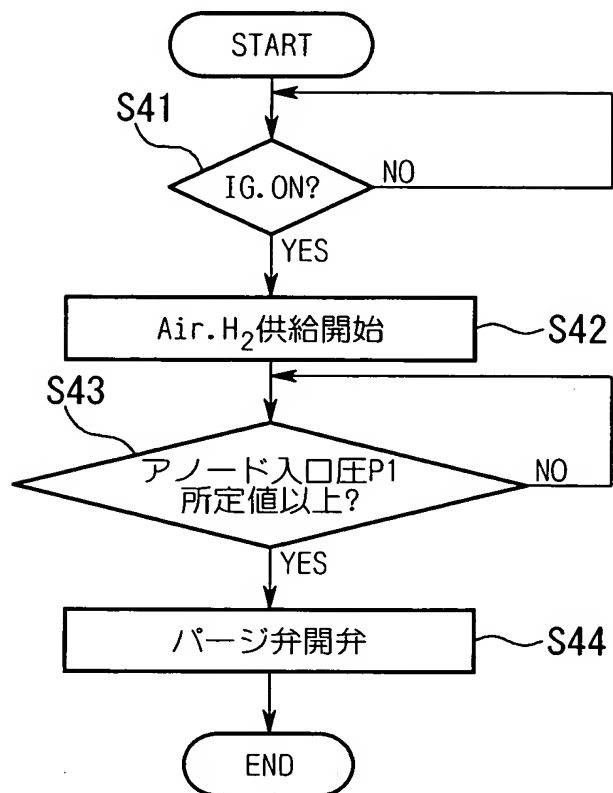 START
S41
IG.ON?
NO
YES
Air.H₂供給開始
S42
S43
アノード入口圧P1
所定値以上?
NO
YES
パージ弁開弁
S44
END